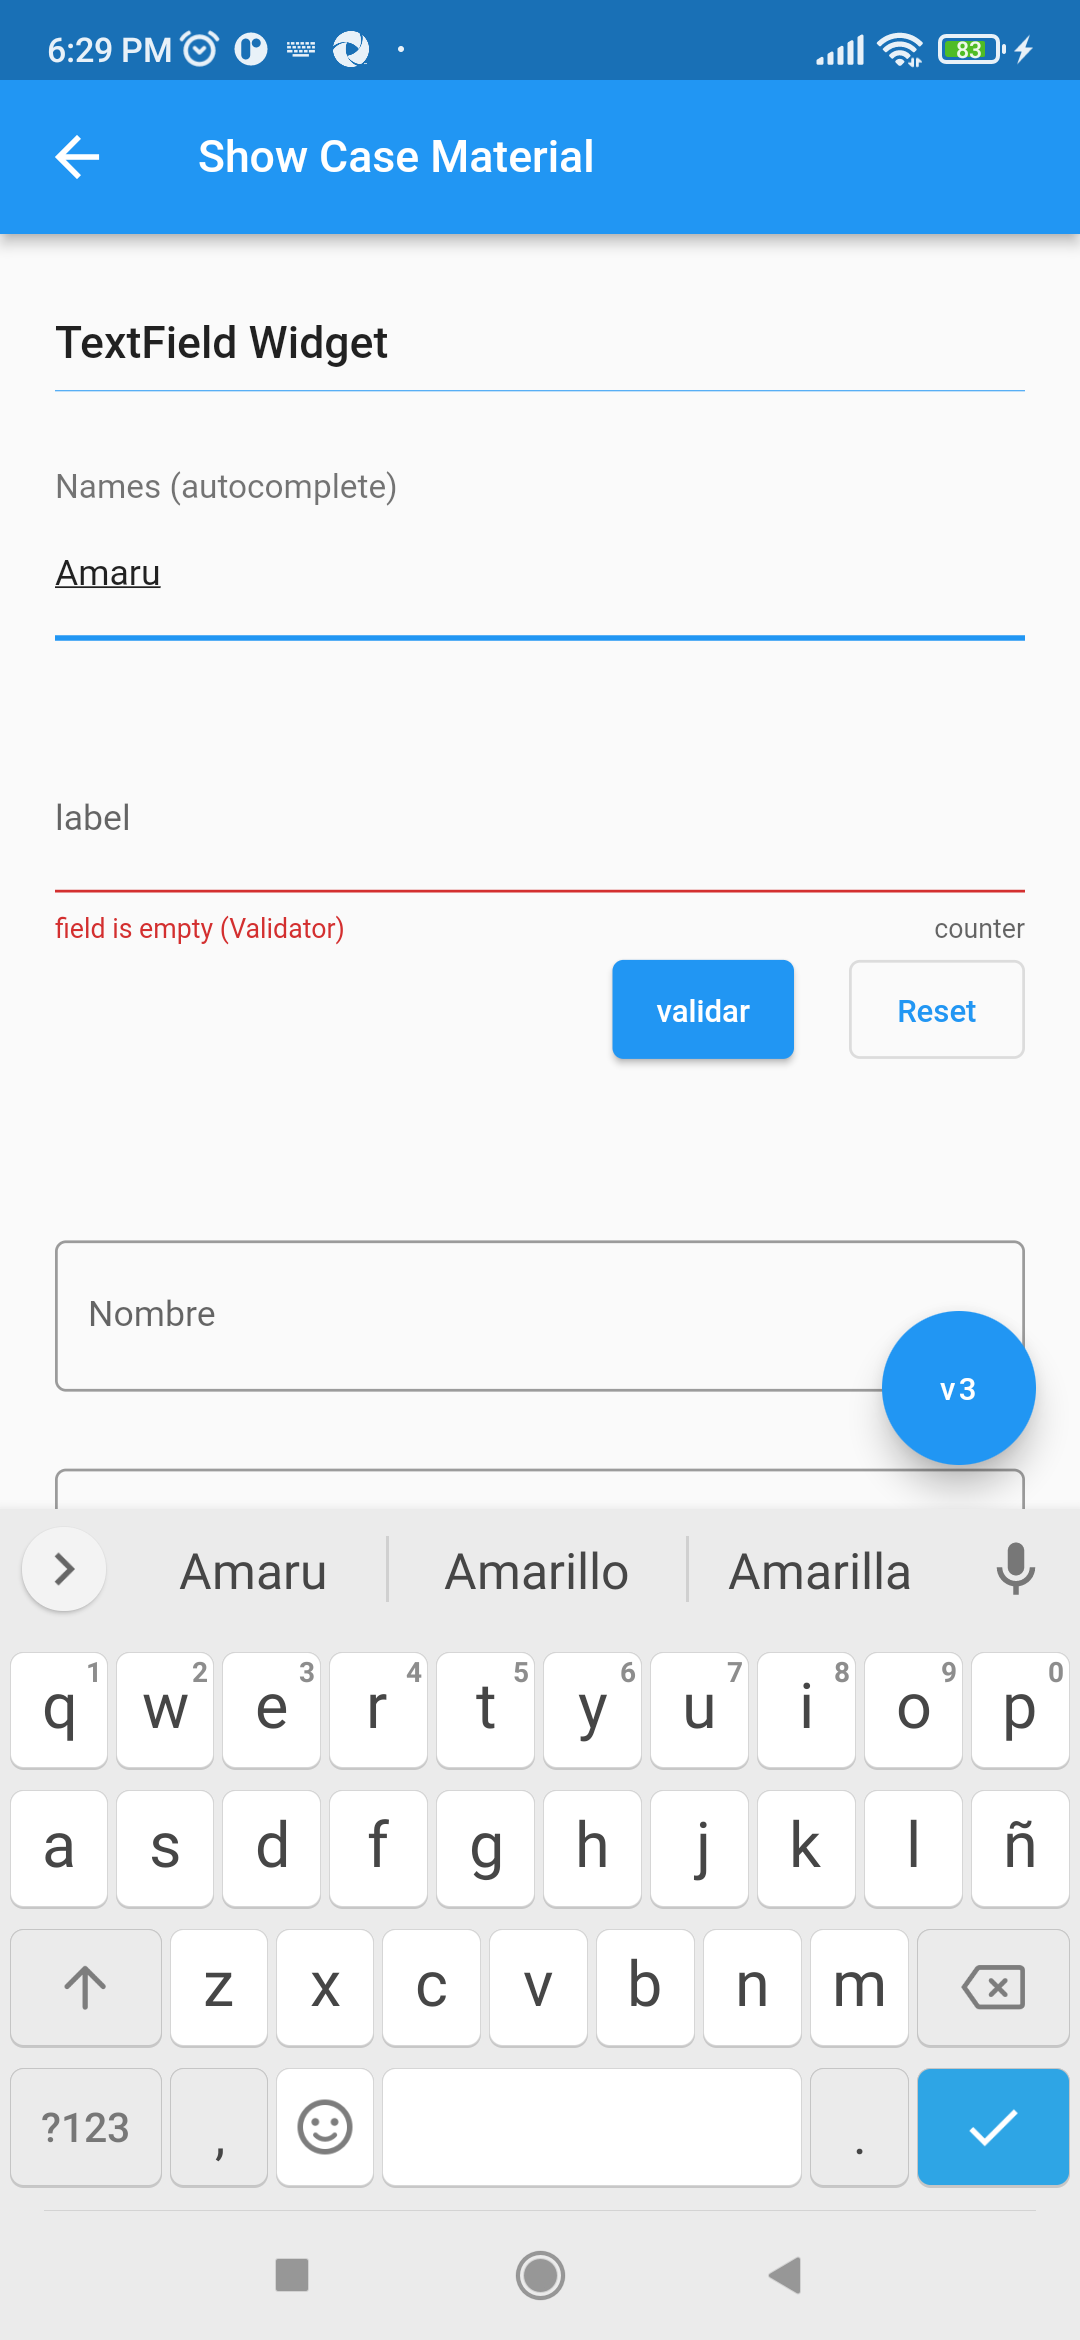 6:29 PM
83
Show Case Material
TextField Widget
Names (autocomplete)
Amaru
label
field is empty (Validator) counter
validar Reset
Nombre
v3
Amaru Amarillo Amarilla
q 1 w 2 e 3 r 4 t 5 y 6 u 7 i 8 o 9 p 0
a s d f g h j k l ñ
z x c v b n m
?123 , .